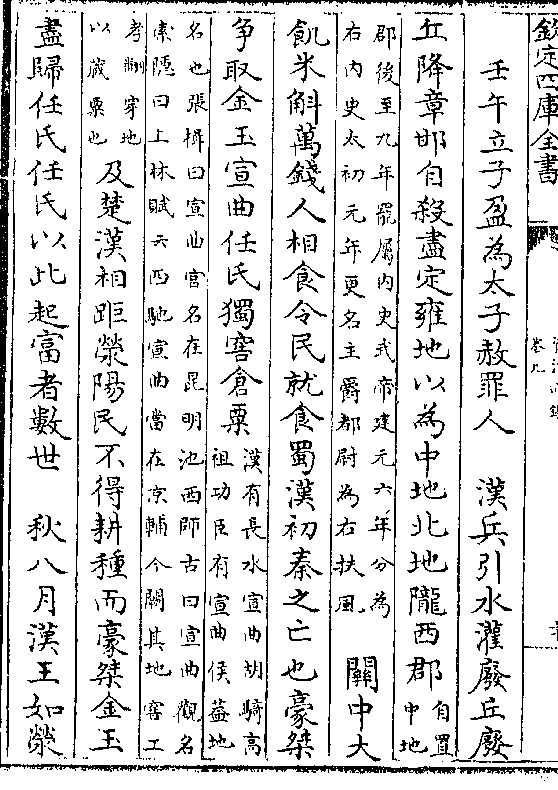 欽定四庫全書
卷九
壬午立子盈為太子赦罪人　漢兵引水灌廢丘廢
丘降章邯自殺盡定雍地以為中地北地隴西郡
自置
中地
郡後至九年罷屬内史武帝建元六年分為
右内史太初元年更名主爵都尉為右扶風
關中大
飢米斛萬錢人相食令民就食蜀漢初秦之亡也豪桀
争取金玉宣曲任氏獨窖倉粟
漢有長水宣曲胡騎高
祖功臣有宣曲侯葢地
名也張楫曰宣曲宫名在昆明池西師古曰宣曲觀名
索隱曰上林賦云西馳宣曲當在京輔今闕其地窖工
考翻穿地
以藏粟也
及楚漢相距滎陽民不得耕種而豪桀金玉
盡歸任氏任氏以此起富者數世　秋八月漢王如滎